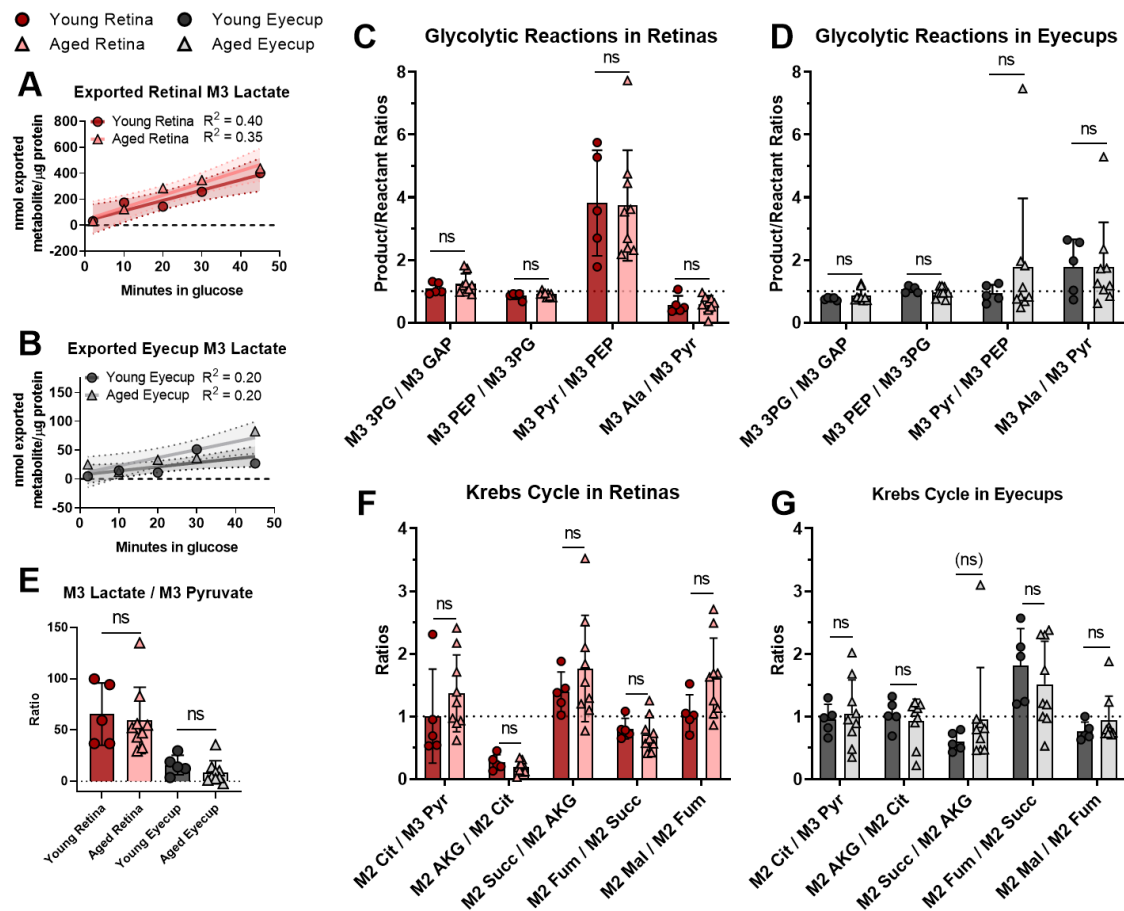 Young Retina
Young Eyecup
Aged Retina
Aged Eyecup
A
Exported Retinal M3 Lactate
Young Retina R² = 0.40
Aged Retina R² = 0.35
nmol exported
metabolite/µg protein
800
600
400
200
0
-200
0 10 20 30 40 50
Minutes in glucose
B
Exported Eyecup M3 Lactate
Young Eyecup R² = 0.20
Aged Eyecup R² = 0.20
nmol exported
metabolite/µg protein
150
100
50
0
-50
0 10 20 30 40 50
Minutes in glucose
C
Glycolytic Reactions in Retinas
Product/Reactant Ratios
8
6
4
2
0
ns
ns
ns
ns
M3 3PG / M3 GAP
M3 PEP / M3 3PG
M3 Pyr / M3 PEP
M3 Ala / M3 Pyr
D
Glycolytic Reactions in Eyecups
Product/Reactant Ratios
8
6
4
2
0
ns
ns
ns
ns
M3 3PG / M3 GAP
M3 PEP / M3 3PG
M3 Pyr / M3 PEP
M3 Ala / M3 Pyr
E
M3 Lactate / M3 Pyruvate
Ratio
150
100
50
0
ns
ns
Young Retina
Aged Retina
Young Eyecup
Aged Eyecup
F
Krebs Cycle in Retinas
Ratios
4
3
2
1
0
ns
ns
ns
ns
ns
M2 Cit / M3 Pyr
M2 AKG / M2 Cit
M2 Succ / M2 AKG
M2 Fum / M2 Succ
M2 Mal / M2 Fum
G
Krebs Cycle in Eyecups
Ratios
4
3
2
1
0
ns
ns
(ns)
ns
ns
M2 Cit / M3 Pyr
M2 AKG / M2 Cit
M2 Succ / M2 AKG
M2 Fum / M2 Succ
M2 Mal / M2 Fum